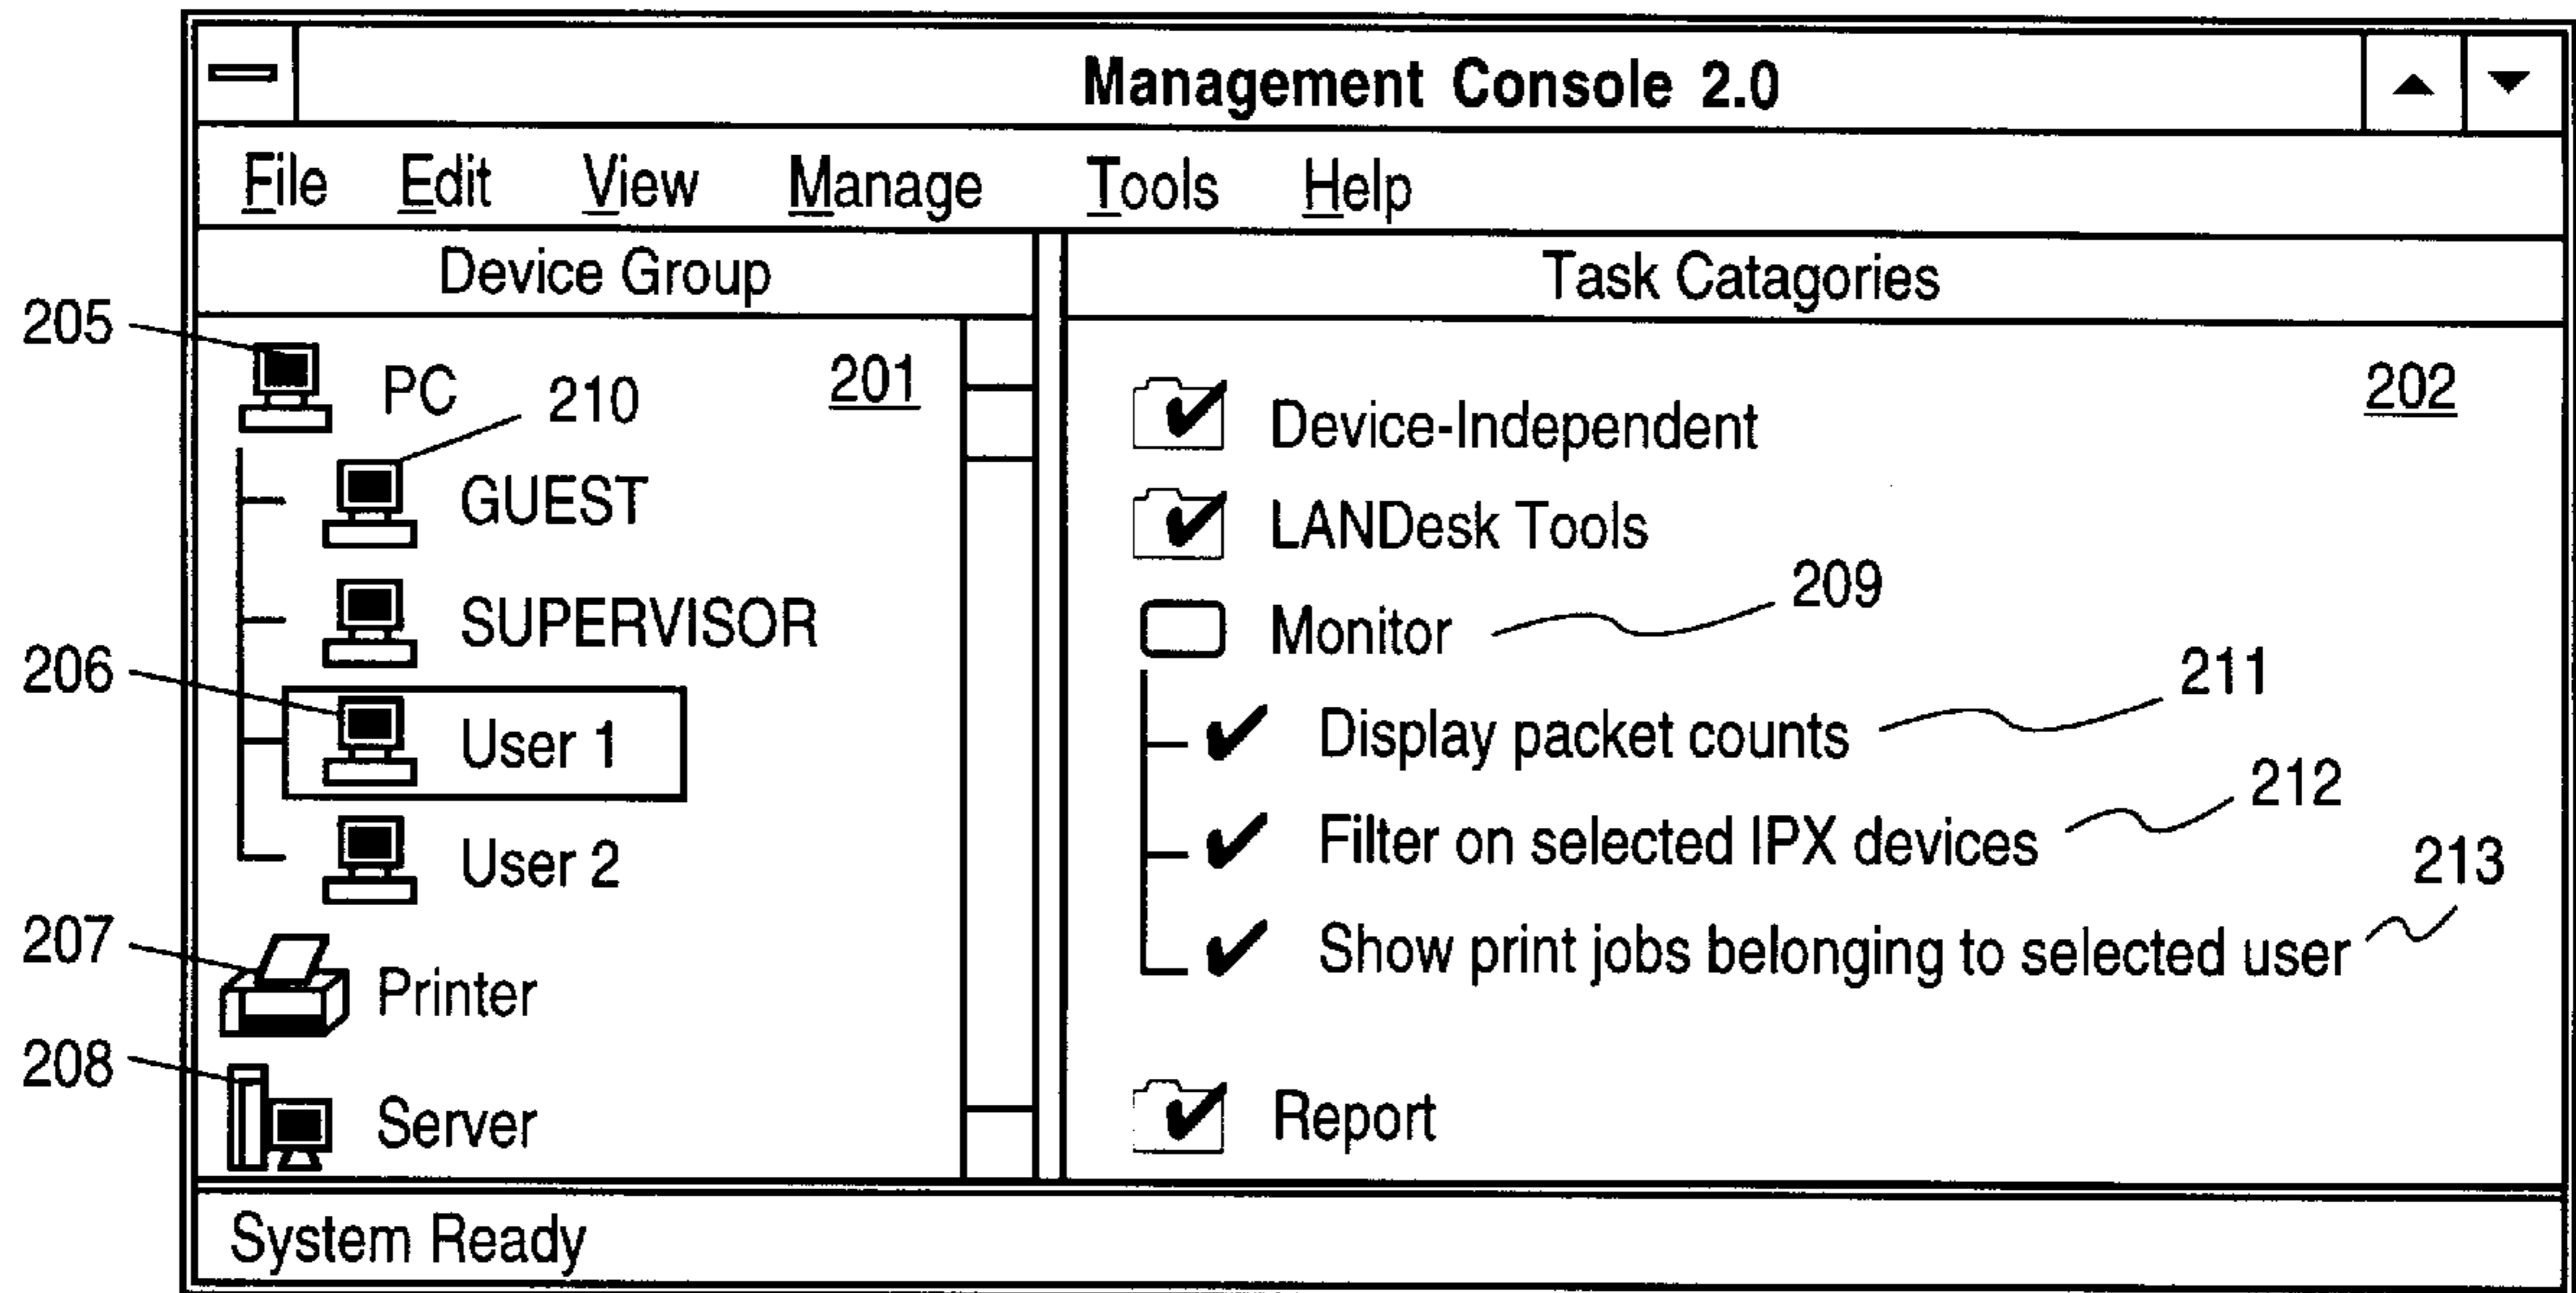 Management Console 2.0
File Edit View Manage Tools Help
Device Group
Task Catagories
205
PC
210
201
GUEST
SUPERVISOR
206
User 1
User 2
207
Printer
208
Server
202
Device-Independent
LANDesk Tools
Monitor
209
Display packet counts
211
Filter on selected IPX devices
212
Show print jobs belonging to selected user
213
Report
System Ready